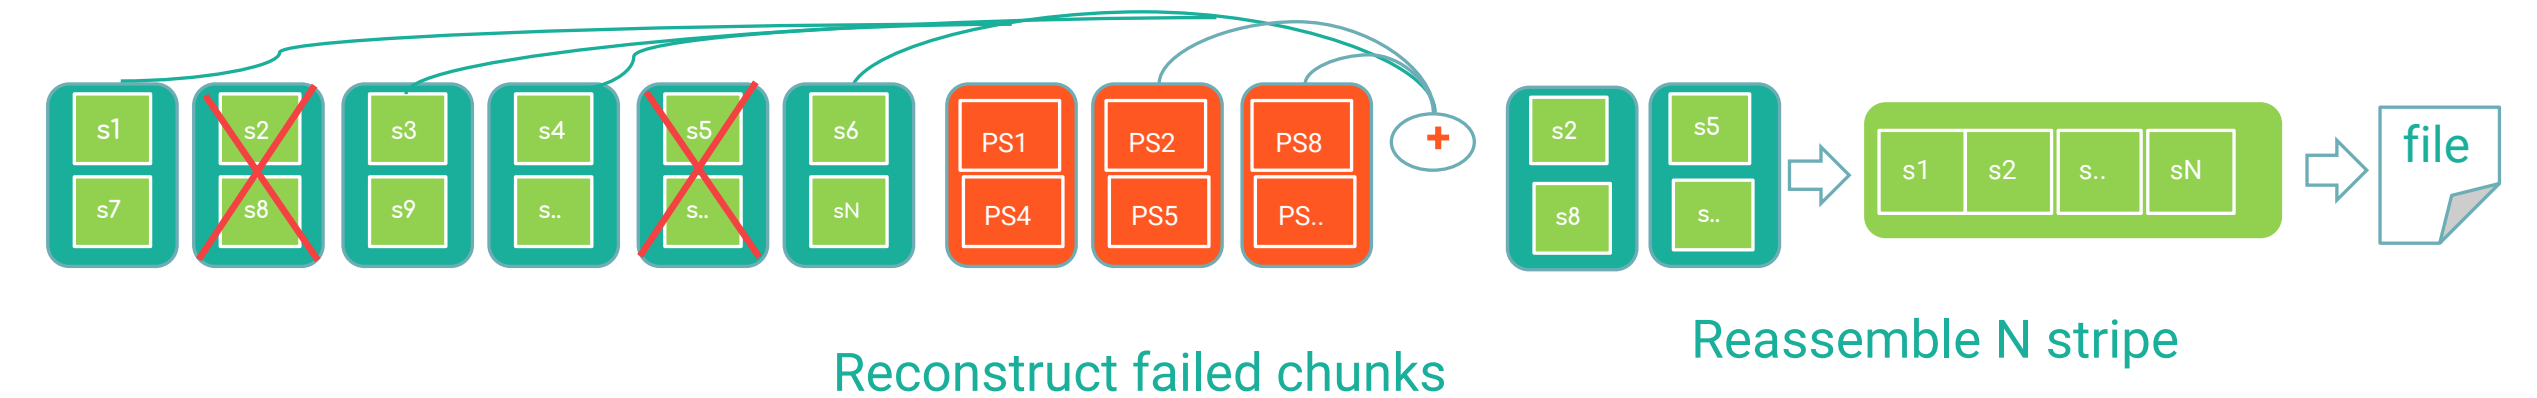 s1
s7
s2
s8
s3
s9
s4
s..
s5
s..
s6
sN
PS1
PS4
PS2
PS5
PS8
PS..
+
s2
s8
s5
s..
s1 s2 s.. sN
file
Reconstruct failed chunks
Reassemble N stripe